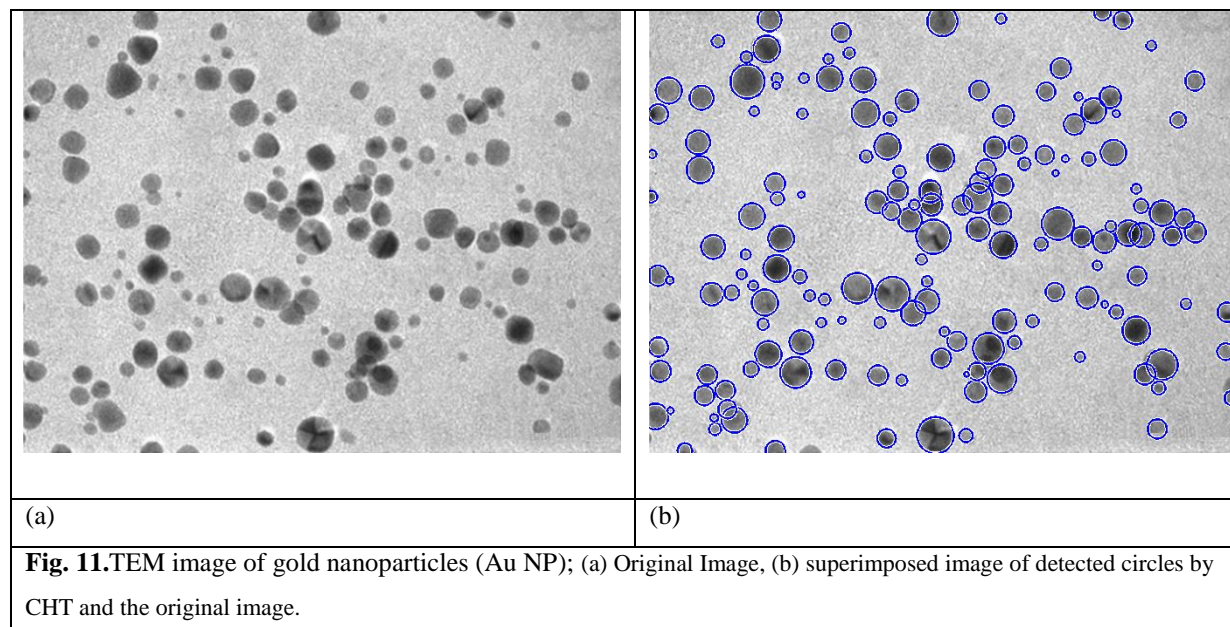 (a)
(b)
Fig. 11.TEM image of gold nanoparticles (Au NP); (a) Original Image, (b) superimposed image of detected circles by
CHT and the original image.